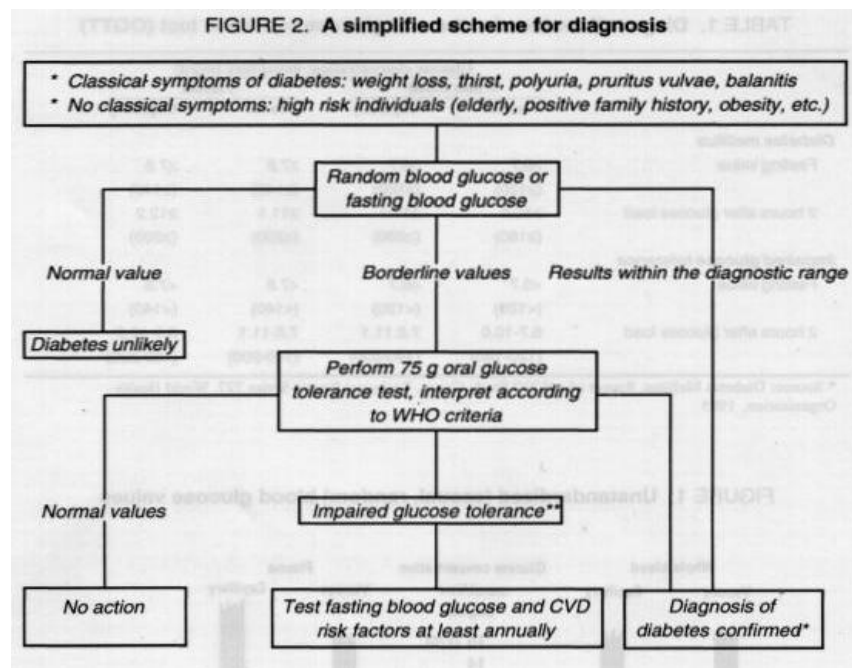 FIGURE 2. A simplified scheme for diagnosis
* Classical symptoms of diabetes: weight loss, thirst, polyuria, pruritus vulvae, balanitis
* No classical symptoms: high risk individuals (elderly, positive family history, obesity, etc.)
Random blood glucose or
fasting blood glucose
Normal value
Borderline values
Results within the diagnostic range
Diabetes unlikely
Perform 75 g oral glucose
tolerance test, interpret according
to WHO criteria
Normal values
Impaired glucose tolerance**
No action
Test fasting blood glucose and CVD
risk factors at least annually
Diagnosis of
diabetes confirmed*